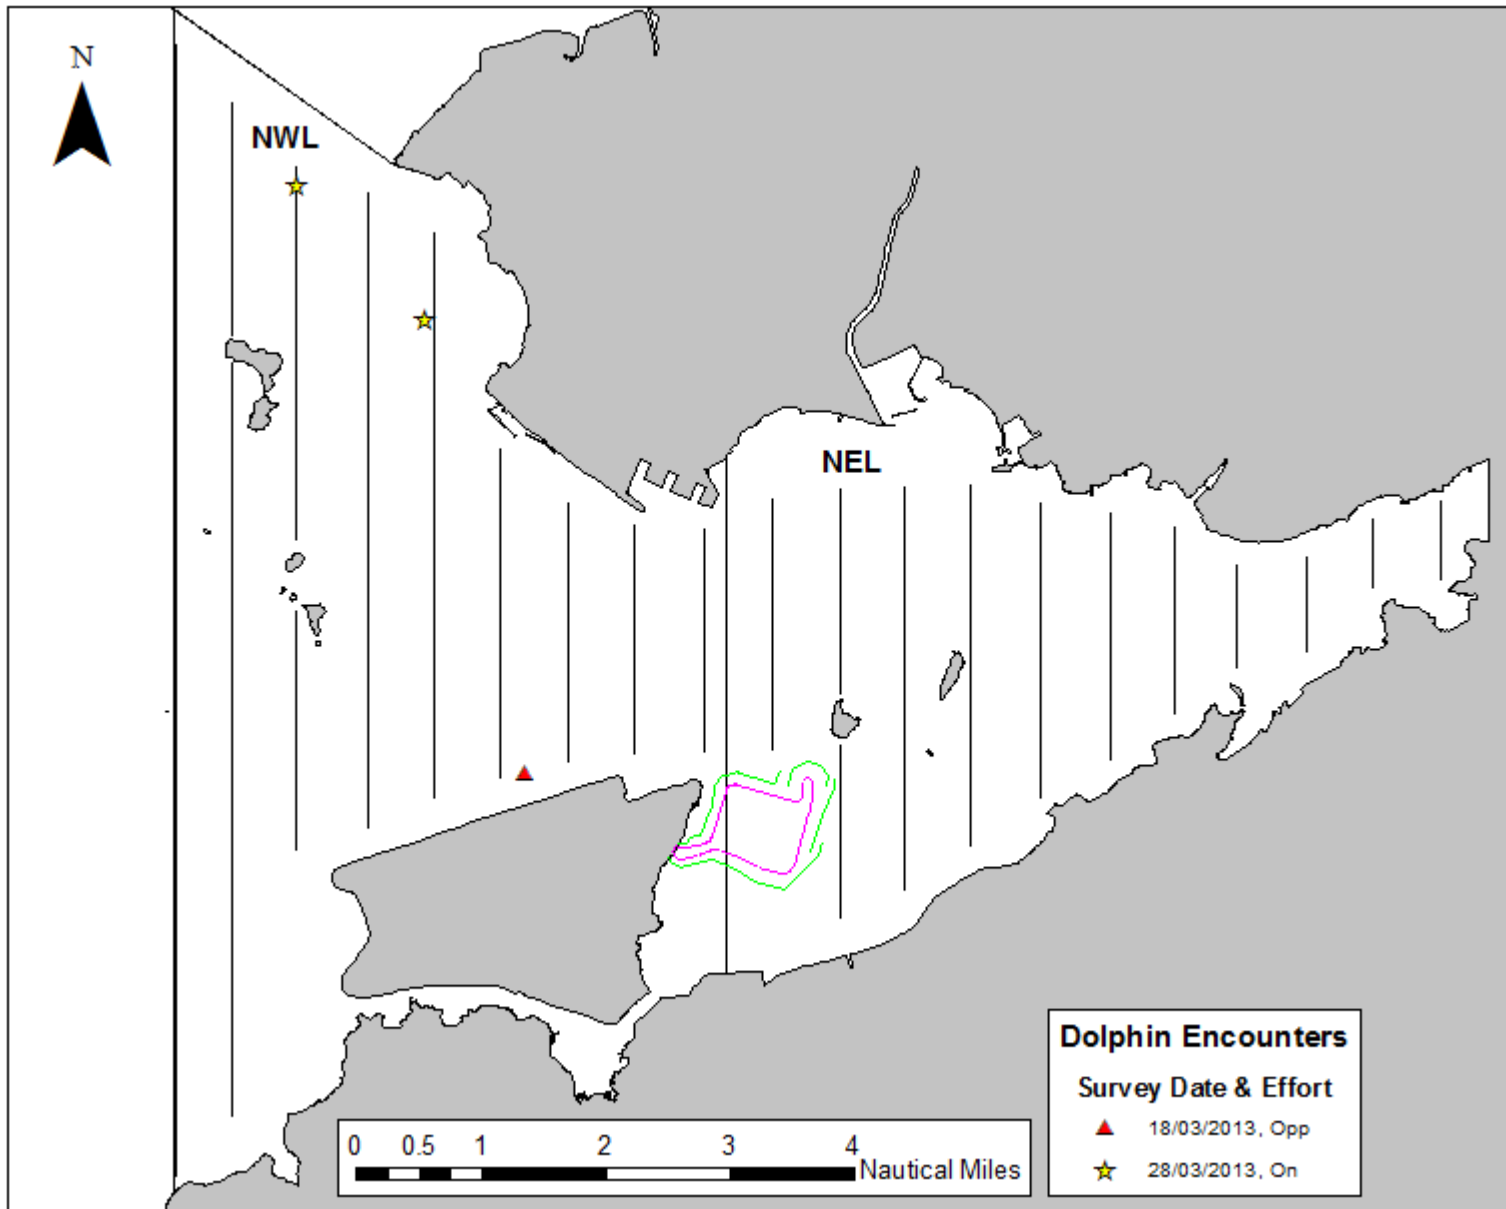 N
NWL
NEL
Dolphin Encounters
Survey Date & Effort
18/03/2013, Opp
28/03/2013, On
0 0.5 1 2 3 4
Nautical Miles